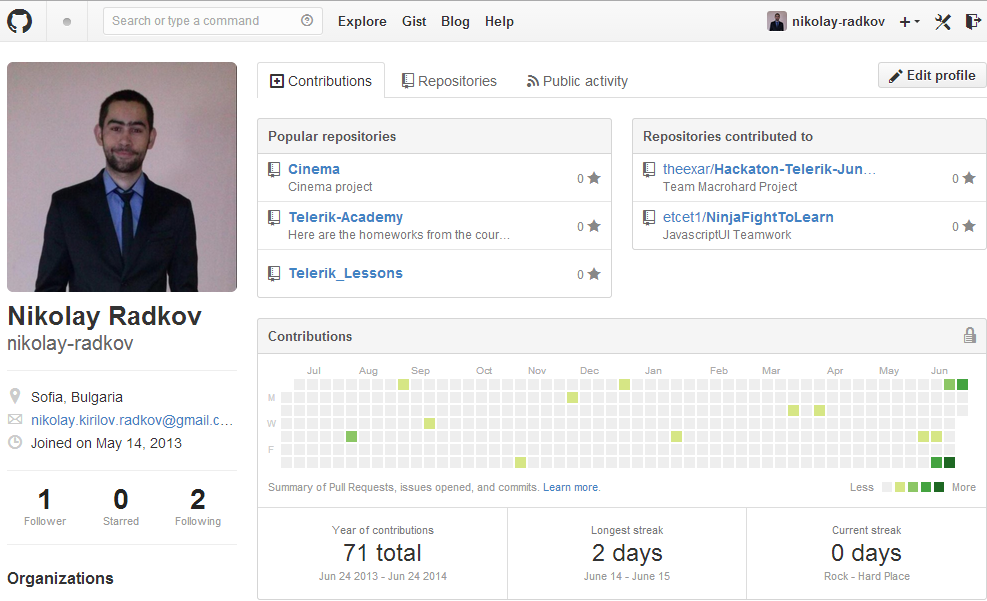 Search or type a command
Explore Gist Blog Help
nikolay-radkov
Contributions
Repositories
Public activity
Edit profile
Popular repositories
Cinema
Cinema project
0
Telerik-Academy
Here are the homeworks from the cour…
0
Telerik_Lessons
0
Repositories contributed to
theexar/Hackaton-Telerik-Jun…
Team Macrohard Project
0
etcet1/NinjaFightToLearn
JavascriptUI Teamwork
0
Nikolay Radkov
nikolay-radkov
Sofia, Bulgaria
nikolay.kirilov.radkov@gmail.c…
Joined on May 14, 2013
1 0 2
Follower Starred Following
Organizations
Contributions
Jul Aug Sep Oct Nov Dec Jan Feb Mar Apr May Jun
M
W
F
Summary of Pull Requests, issues opened, and commits. Learn more.
Less More
Year of contributions
71 total
Jun 24 2013 - Jun 24 2014
Longest streak
2 days
June 14 - June 15
Current streak
0 days
Rock - Hard Place